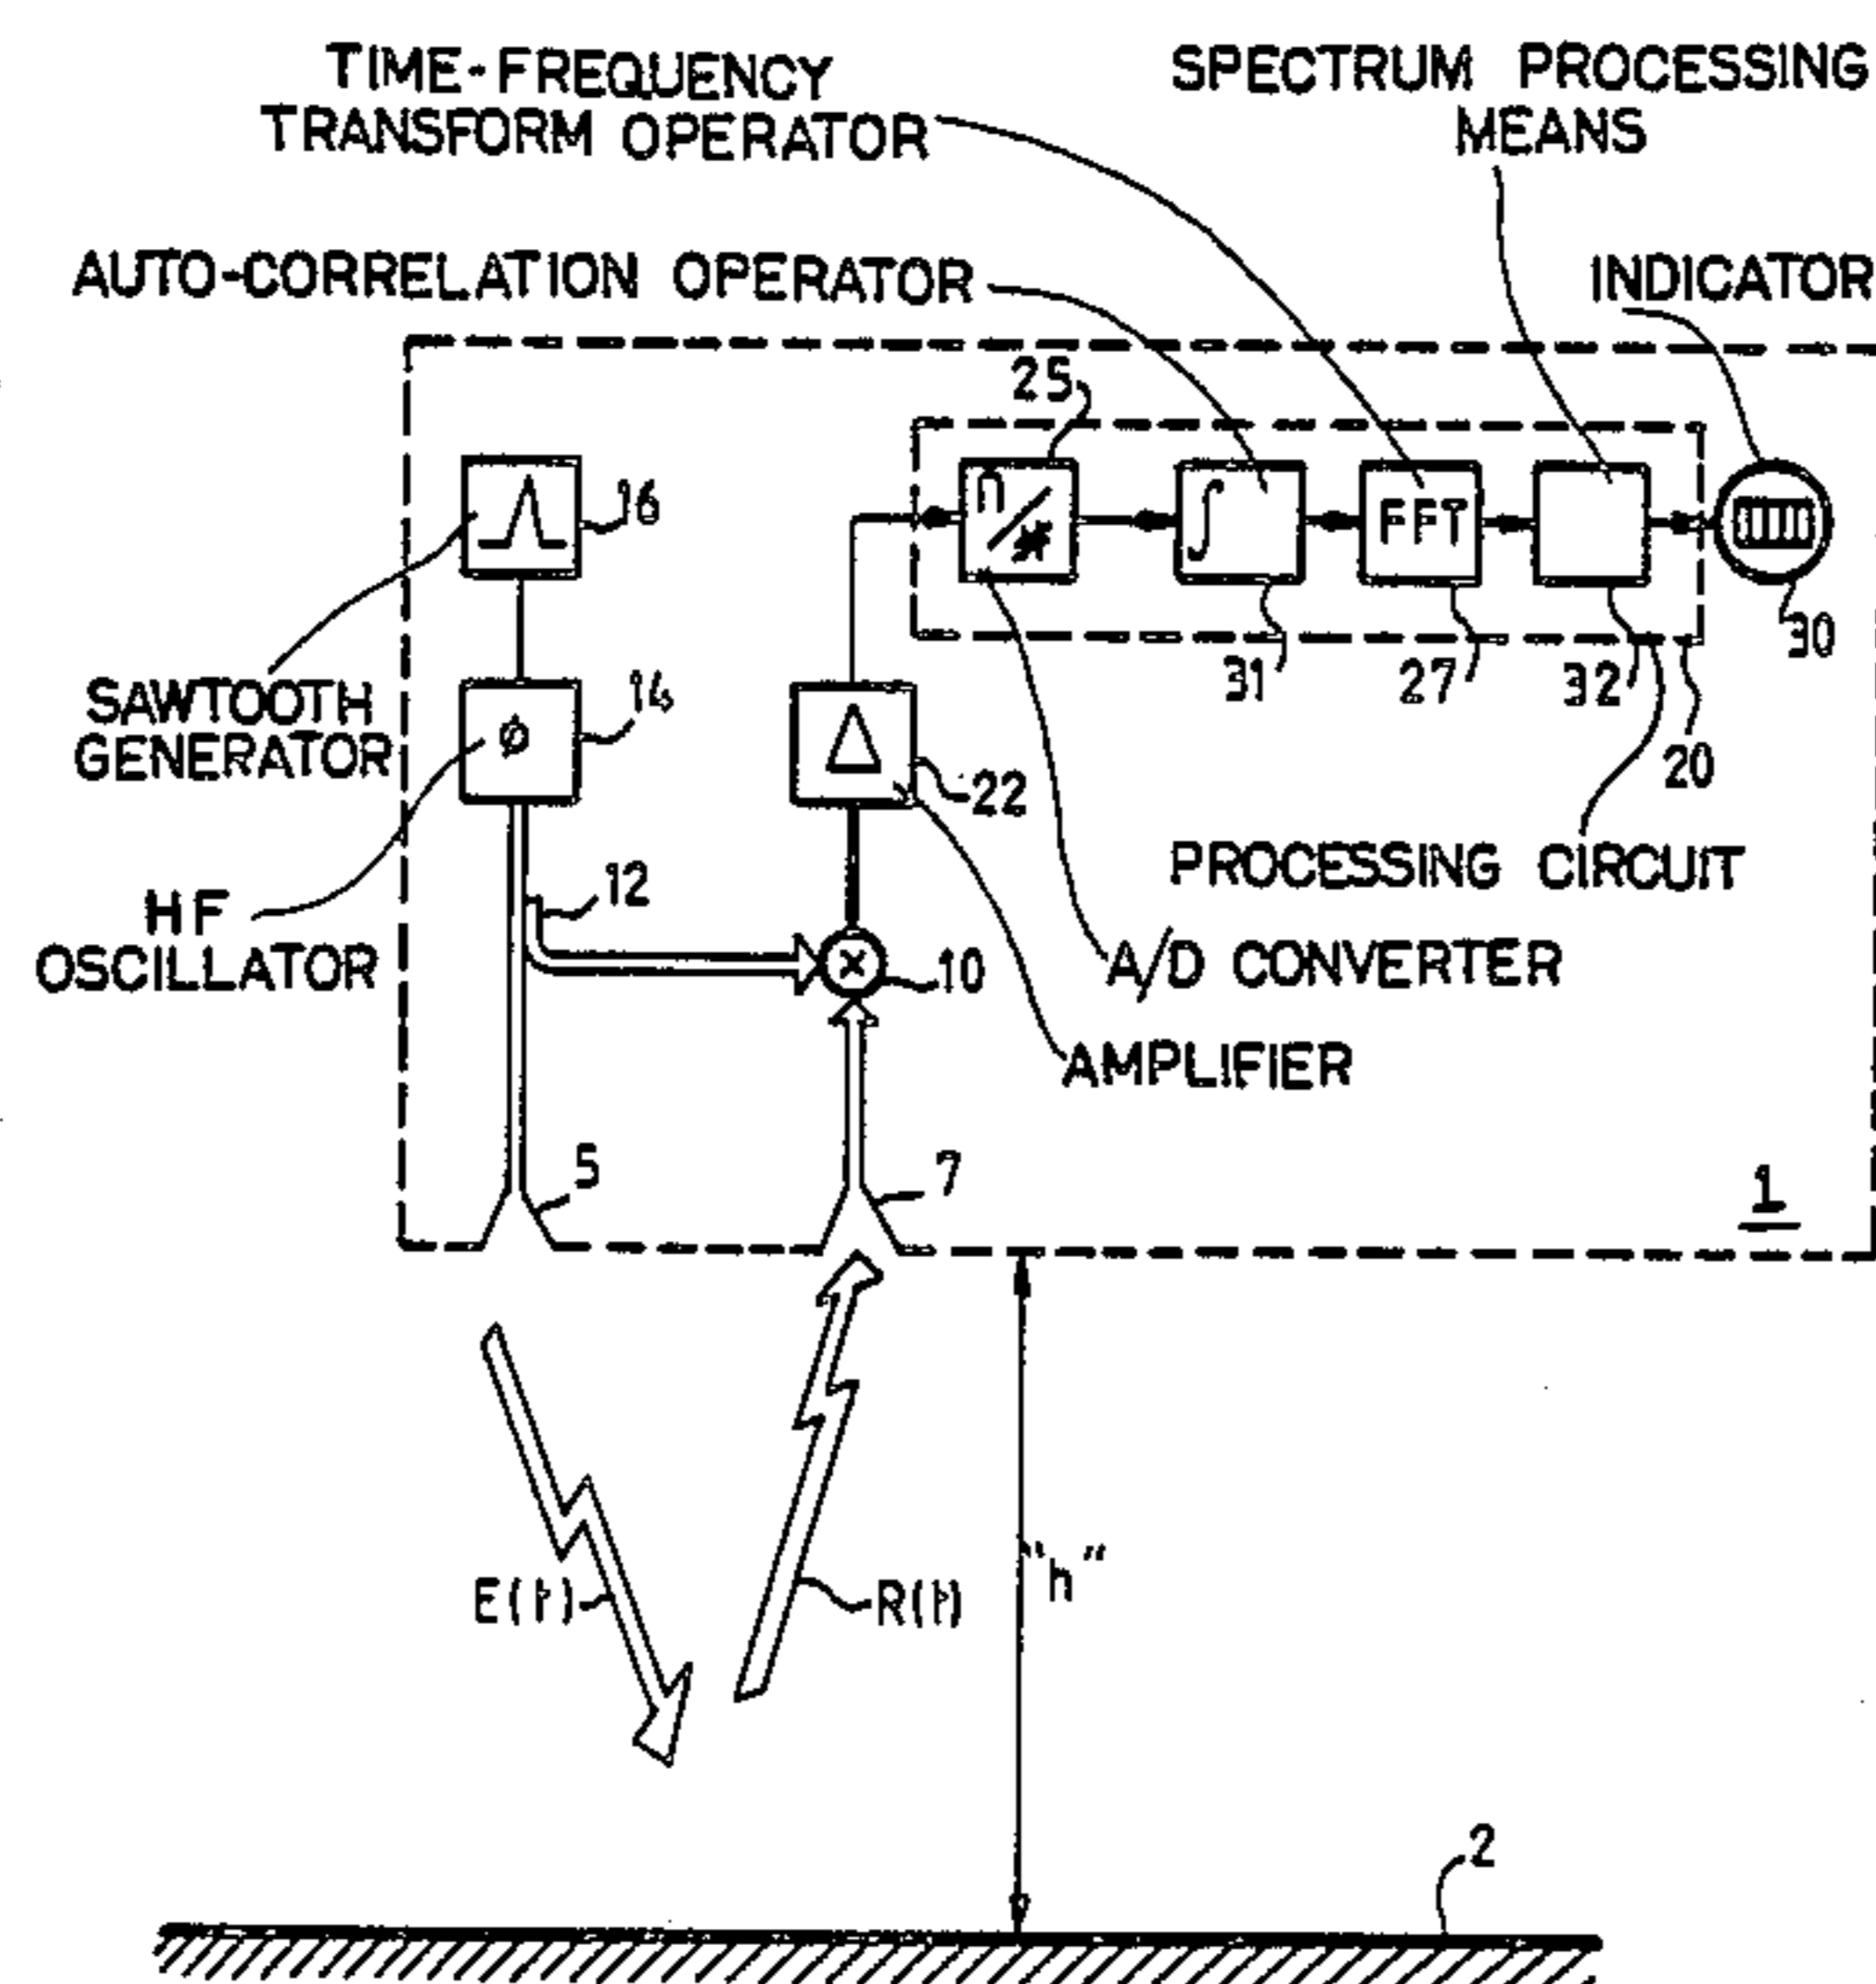 TIME-FREQUENCY
TRANSFORM OPERATOR
SPECTRUM PROCESSING
MEANS
AUTO-CORRELATION OPERATOR
INDICATOR
25
16
n
FFT
31
27
32
30
20
SAWTOOTH
GENERATOR
14
22
PROCESSING CIRCUIT
HF
OSCILLATOR
12
10
A/D CONVERTER
AMPLIFIER
5
7
1
E(t)
R(t)
"h"
2